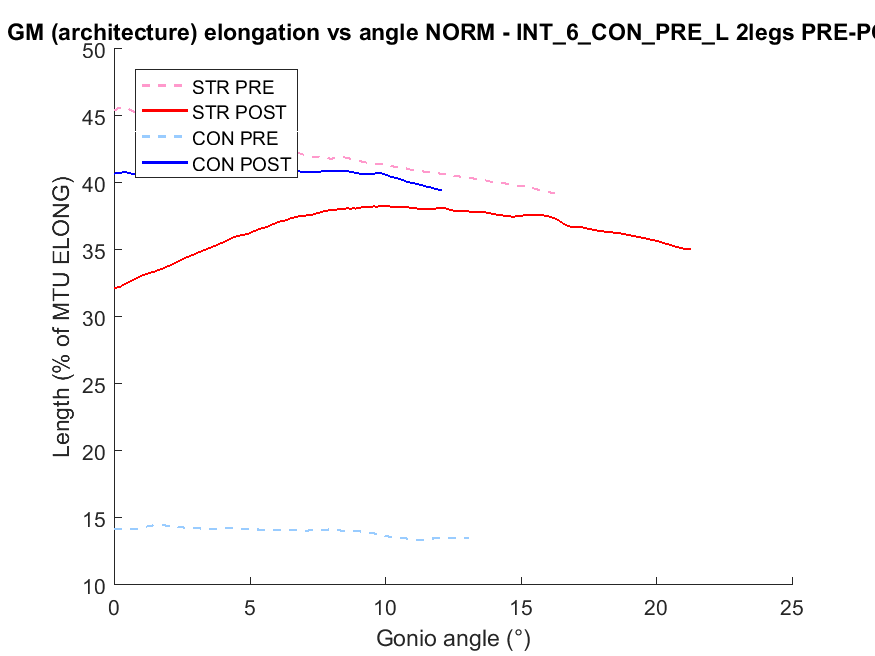 GM (architecture) elongation vs angle NORM - INT_6_CON_PRE_L 2legs PRE-PO
50
45
40
35
30
25
20
15
10
Length (% of MTU ELONG)
STR PRE
STR POST
CON PRE
CON POST
0 5 10 15 20 25
Gonio angle (°)